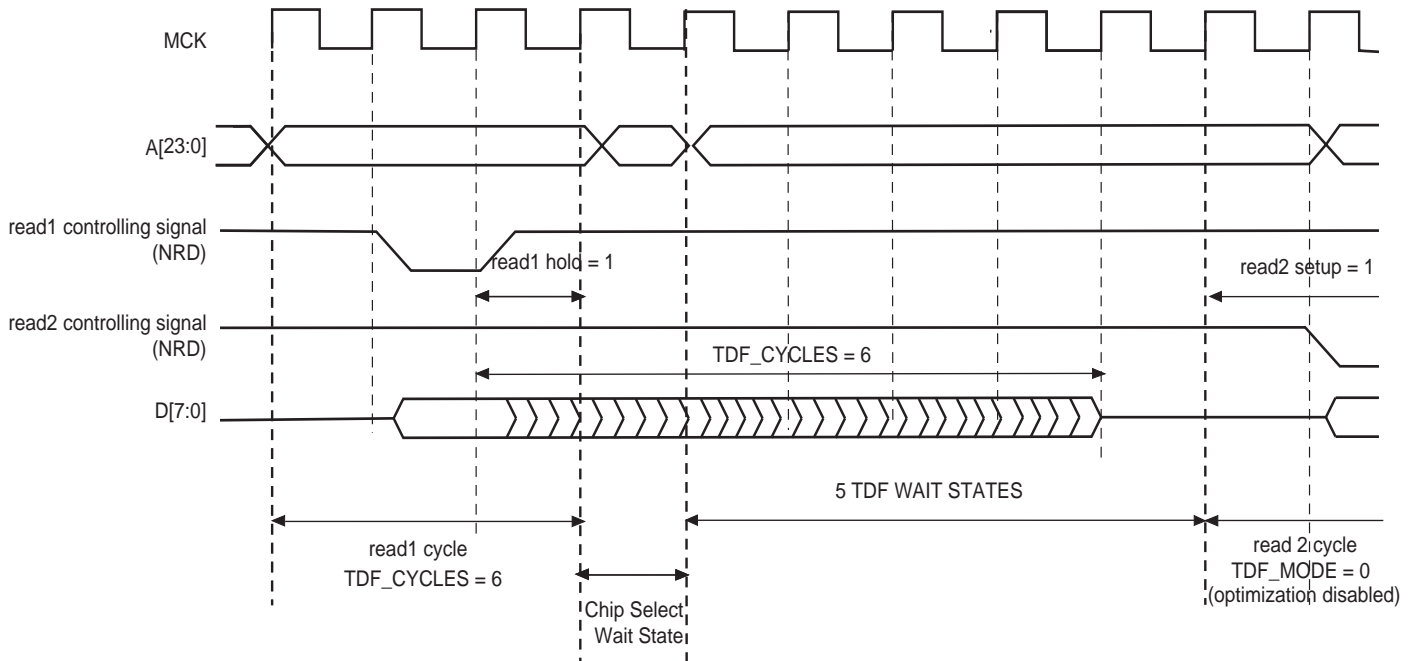 MCK
A[23:0]
read1 controlling signal
(NRD)
read1 hold = 1
read2 setup = 1
read2 controlling signal
(NRD)
TDF_CYCLES = 6
D[7:0]
5 TDF WAIT STATES
read1 cycle
TDF_CYCLES = 6
Chip Select
Wait State
read 2 cycle
TDF_MODE = 0
(optimization disabled)